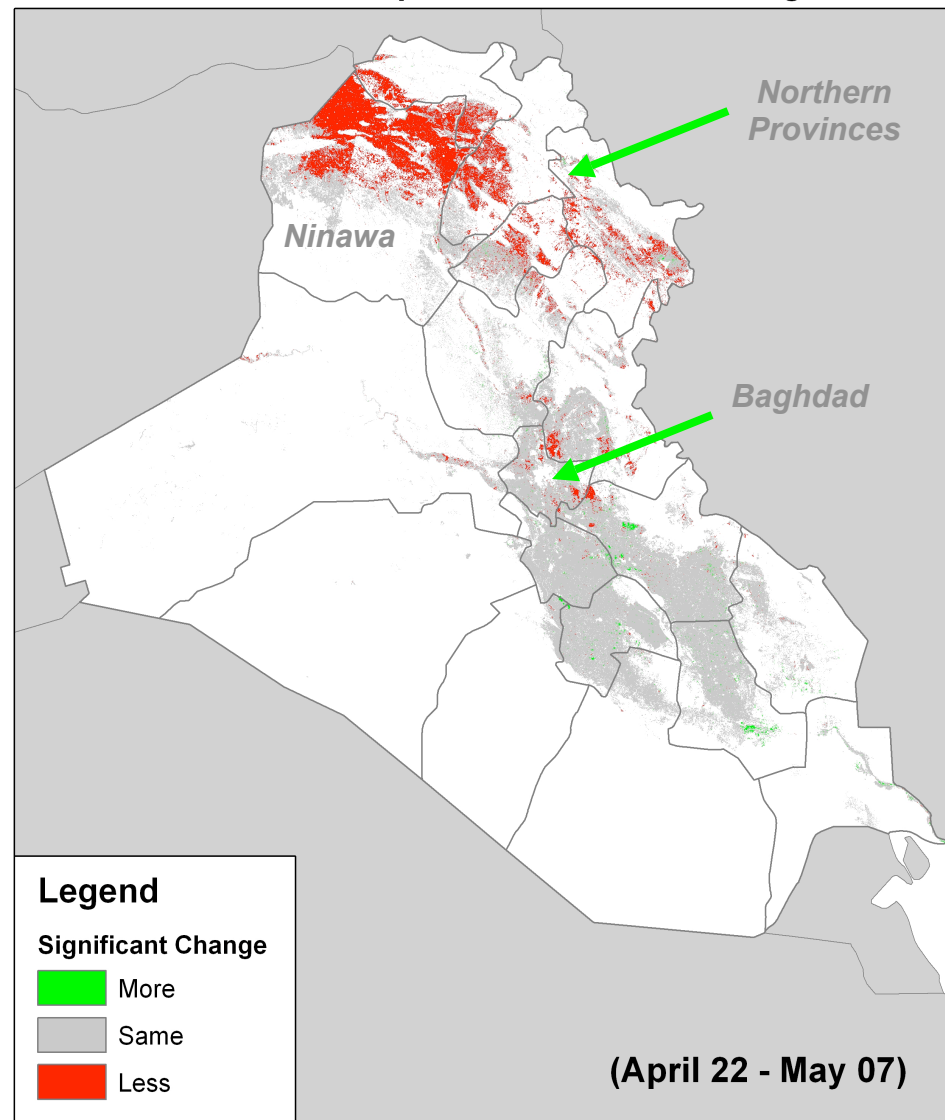 Northern
Provinces
Ninawa
Baghdad
Legend
Significant Change
More
Same
Less
(April 22 - May 07)